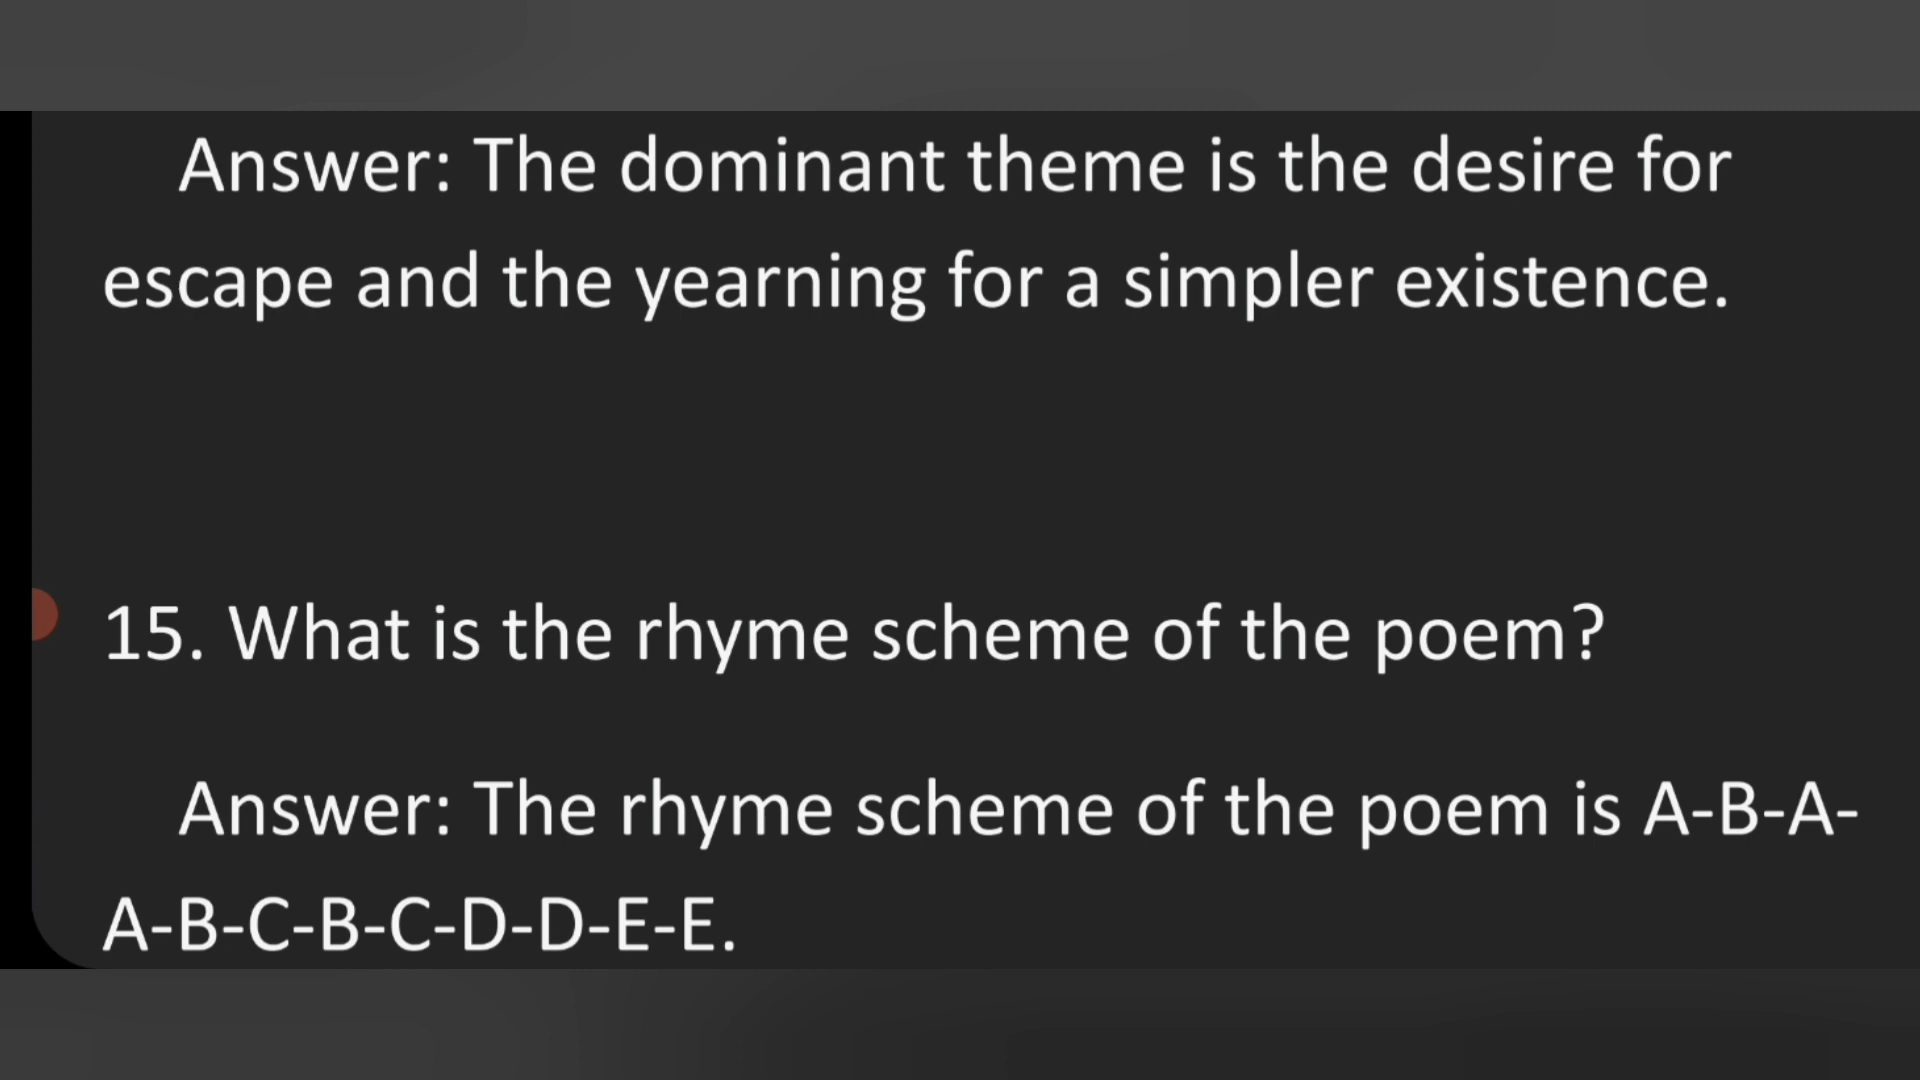 Answer: The dominant theme is the desire for
escape and the yearning for a simpler existence.
15. What is the rhyme scheme of the poem?
Answer: The rhyme scheme of the poem is A-B-A-
A-B-C-B-C-D-D-E-E.